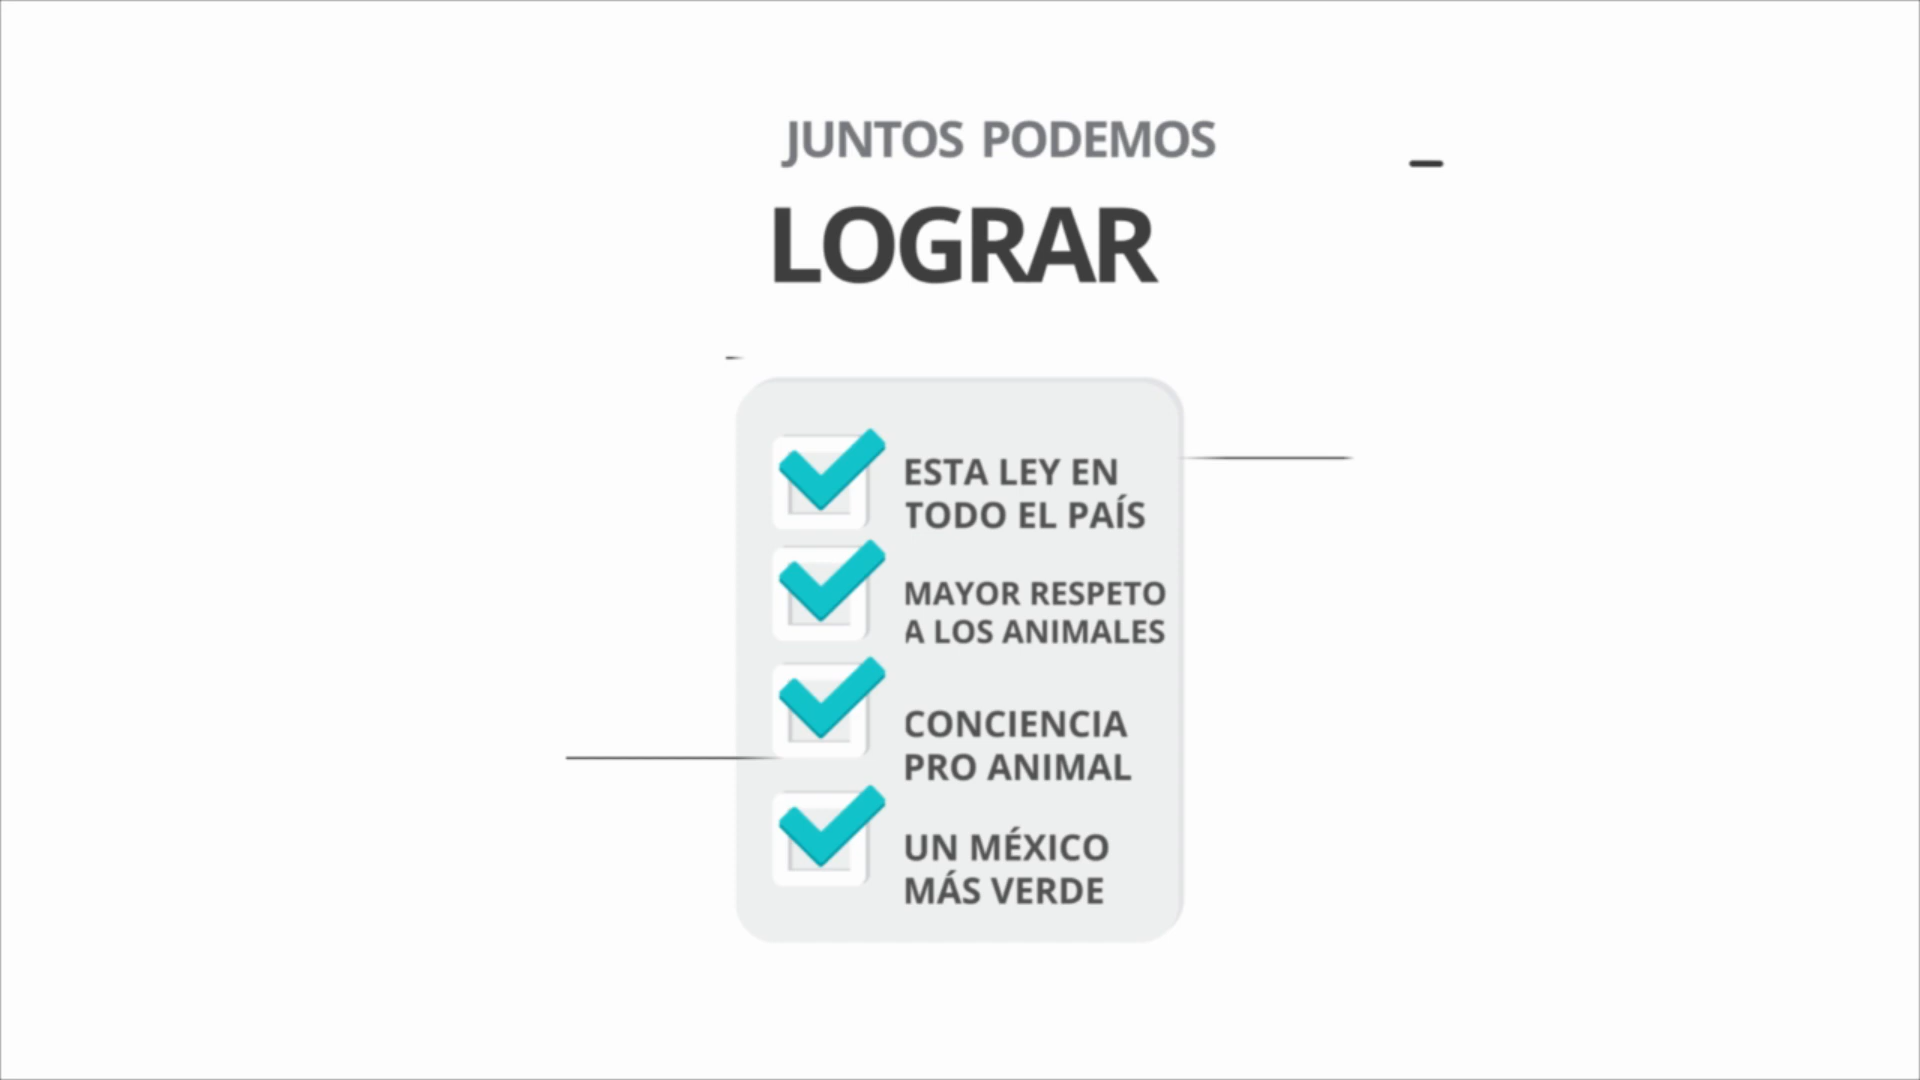 JUNTOS PODEMOS
LOGRAR
ESTA LEY EN
TODO EL PAÍS
MAYOR RESPETO
A LOS ANIMALES
CONCIENCIA
PRO ANIMAL
UN MÉXICO
MÁS VERDE